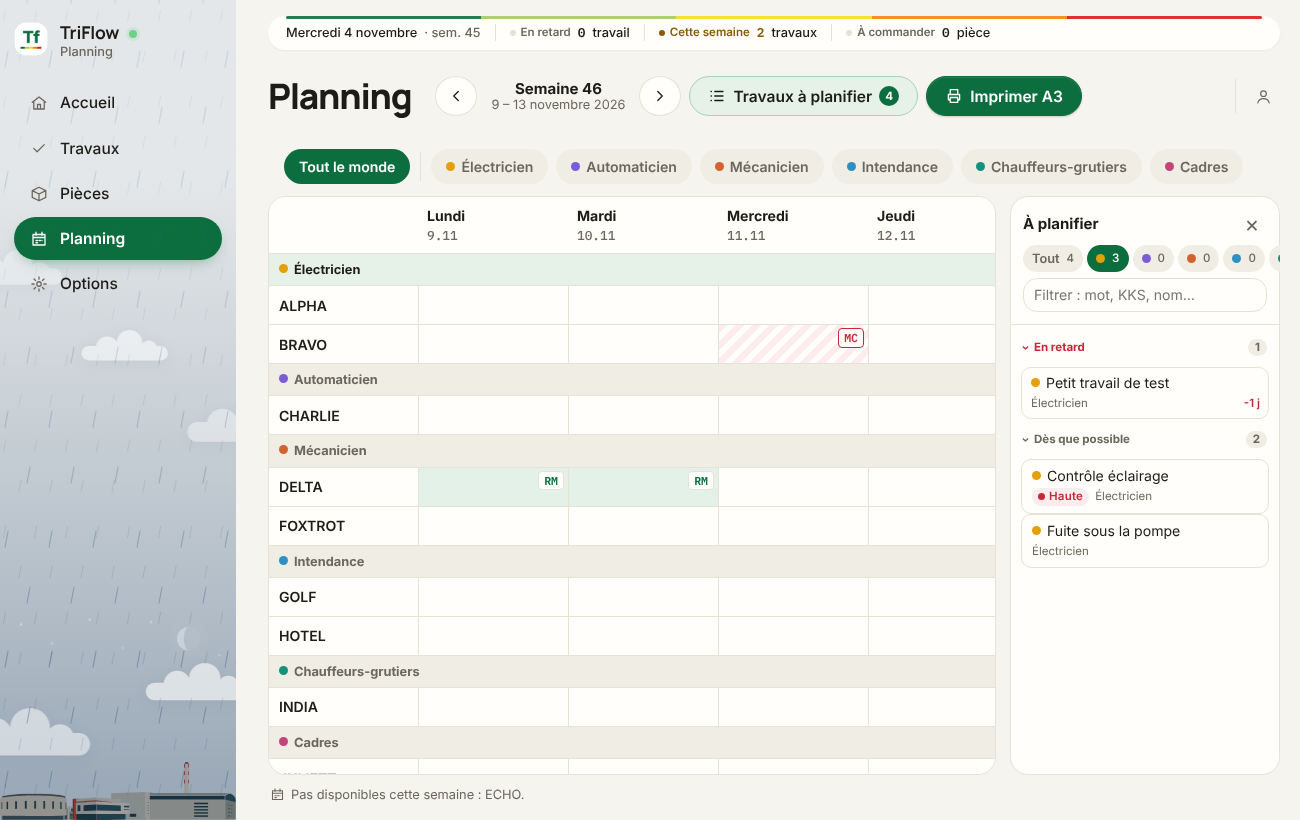 Tf
TriFlow
Planning
Accueil
Travaux
Pièces
Planning
Options
Mercredi 4 novembre · sem. 45
En retard 0 travail
Cette semaine 2 travaux
À commander 0 pièce
Planning
Semaine 46
9 – 13 novembre 2026
Travaux à planifier 4
Imprimer A3
Tout le monde
Électricien
Automaticien
Mécanicien
Intendance
Chauffeurs-grutiers
Cadres
Lundi Mardi Mercredi Jeudi
9.11 10.11 11.11 12.11
Électricien
ALPHA
BRAVO MC
Automaticien
CHARLIE
Mécanicien
DELTA RM RM
FOXTROT
Intendance
GOLF
HOTEL
Chauffeurs-grutiers
INDIA
Cadres
Pas disponibles cette semaine : ECHO.
À planifier
Tout 4 3 0 0 0
Filtrer : mot, KKS, nom...
En retard 1
Petit travail de test
Électricien -1 j
Dès que possible 2
Contrôle éclairage
Haute Électricien
Fuite sous la pompe
Électricien